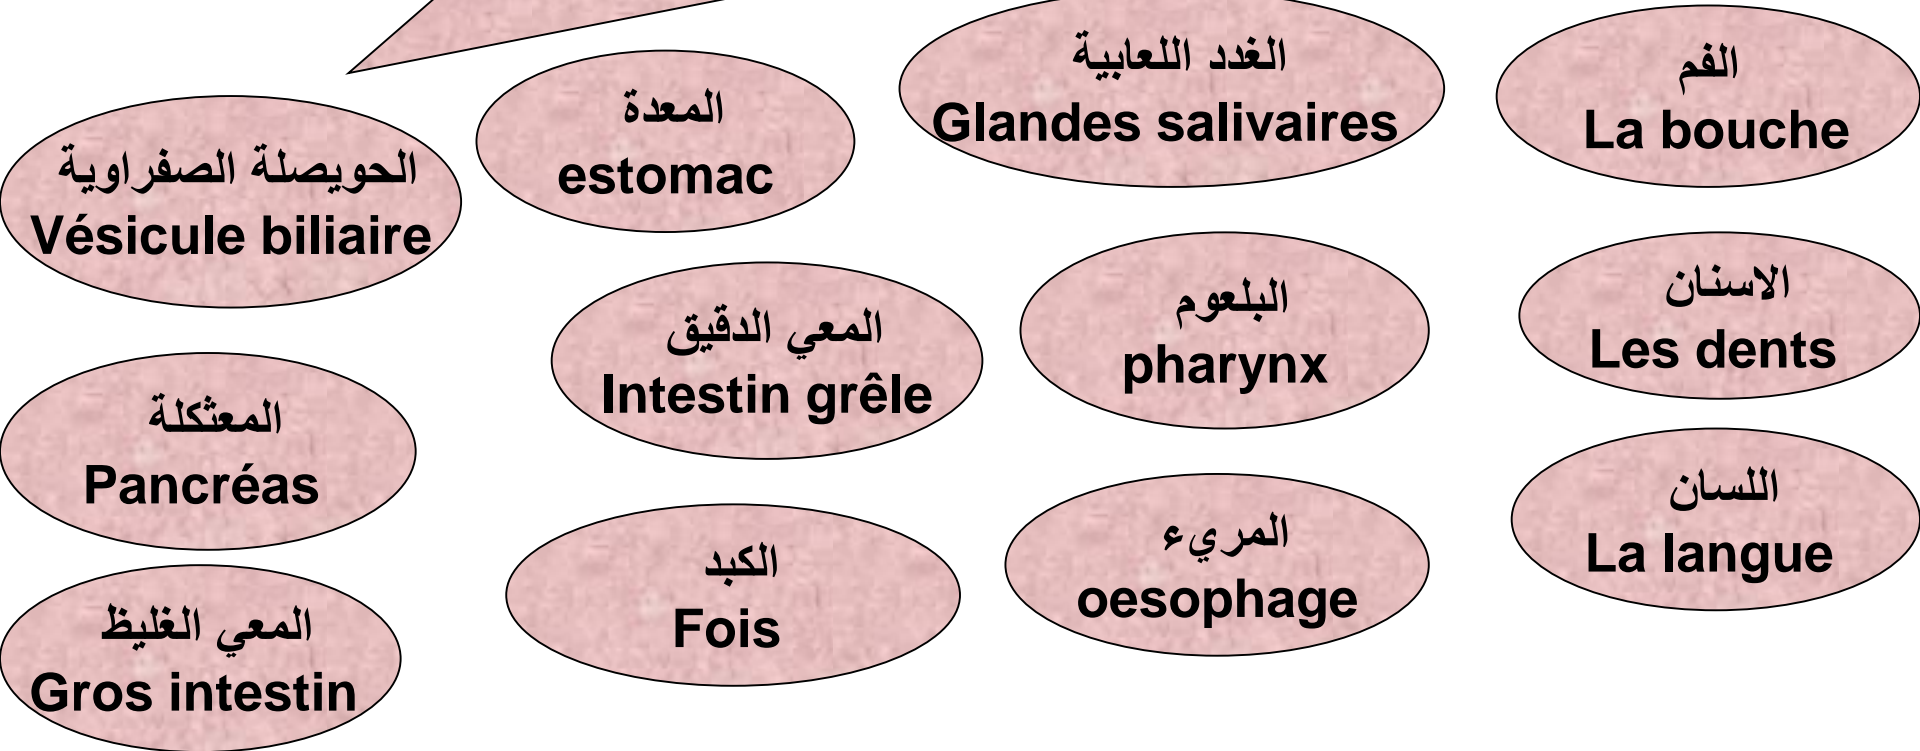 الفم
La bouche
الاسنان
Les dents
اللسان
La langue
الغدد اللعابية
Glandes salivaires
البلعوم
pharynx
المريء
oesophage
المعدة
estomac
المعي الدقيق
Intestin grêle
الكبد
Fois
الحويصلة الصفراوية
Vésicule biliaire
المعثكلة
Pancréas
المعي الغليظ
Gros intestin